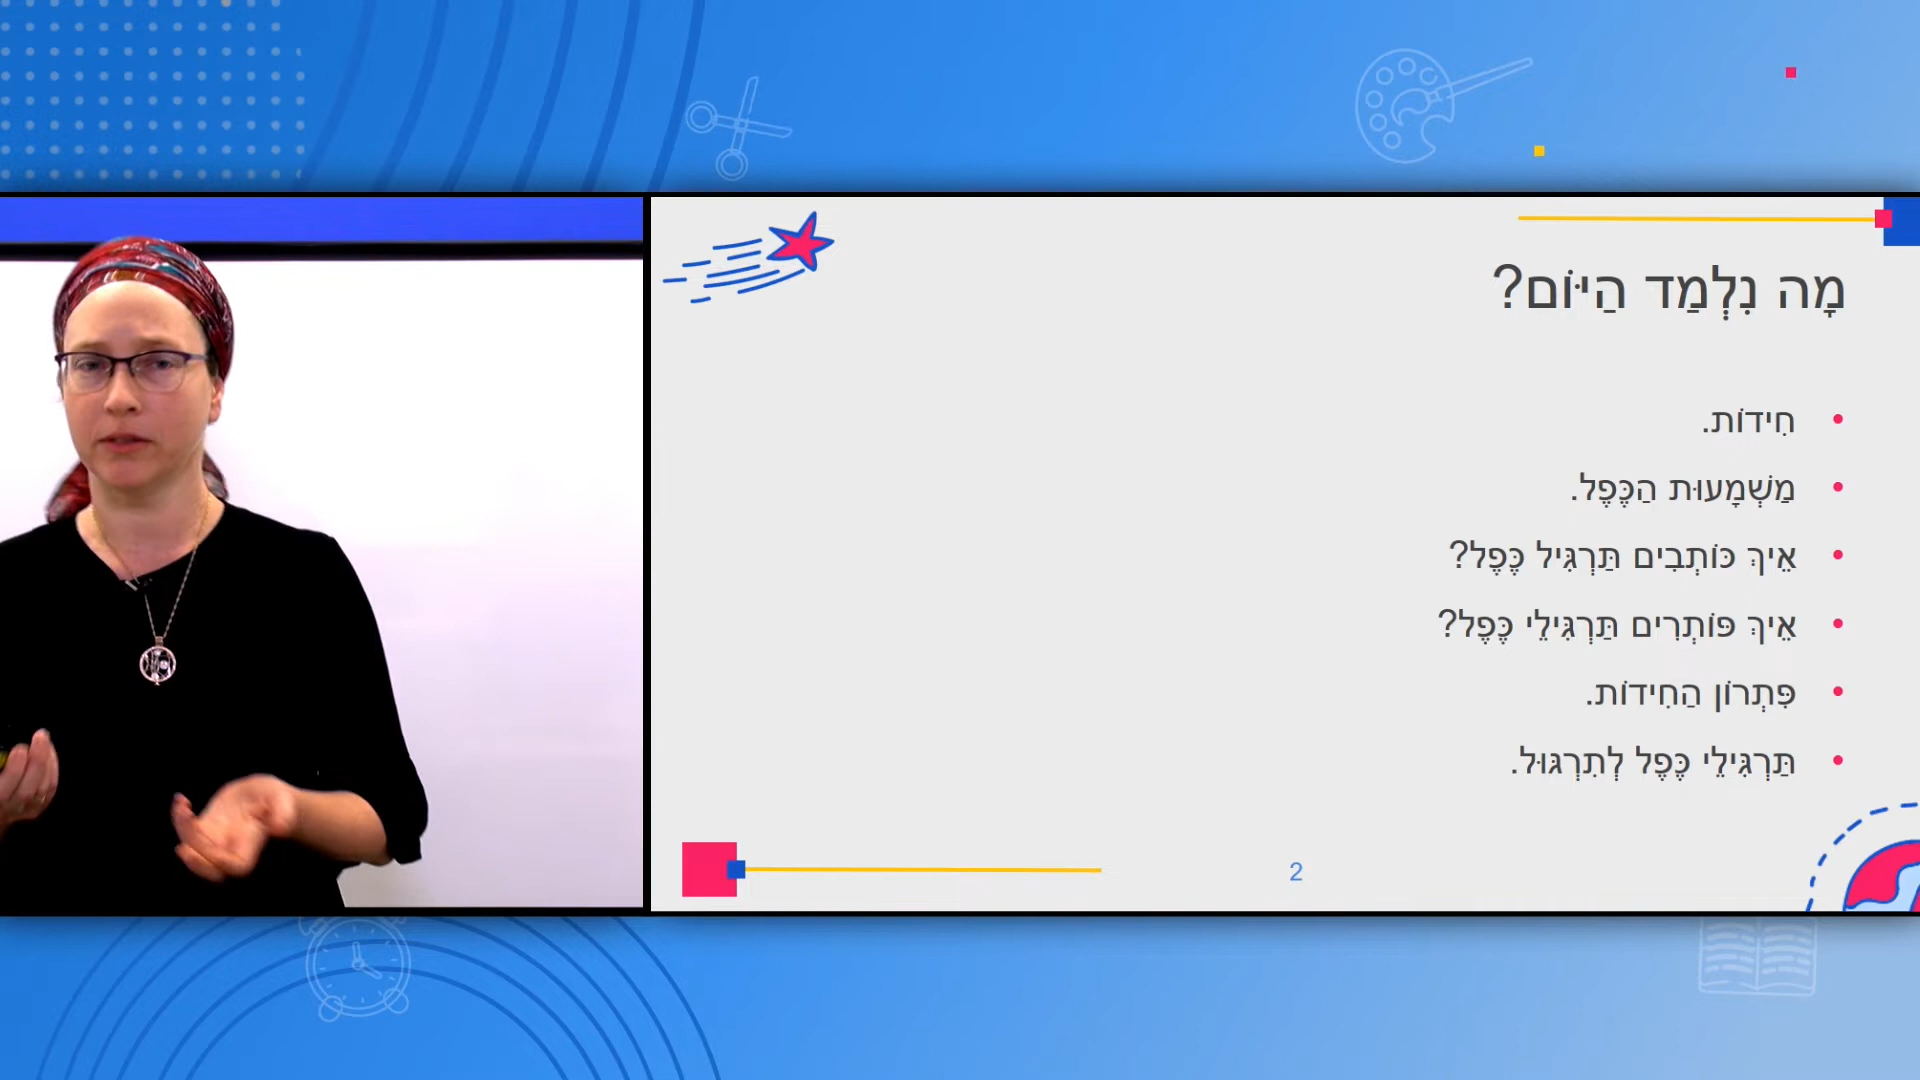 מָה נִלְמַד הַיּוֹם?
חִידוֹת.
מַשְׁמָעוּת הַכֶּפֶל.
אֵיךְ כּוֹתְבִים תַּרְגִּיל כֶּפֶל?
אֵיךְ פּוֹתְרִים תַּרְגִּילֵי כֶּפֶל?
פִּתְרוֹן הַחִידוֹת.
תַּרְגִּילֵי כֶּפֶל לְתִרְגּוּל.
2